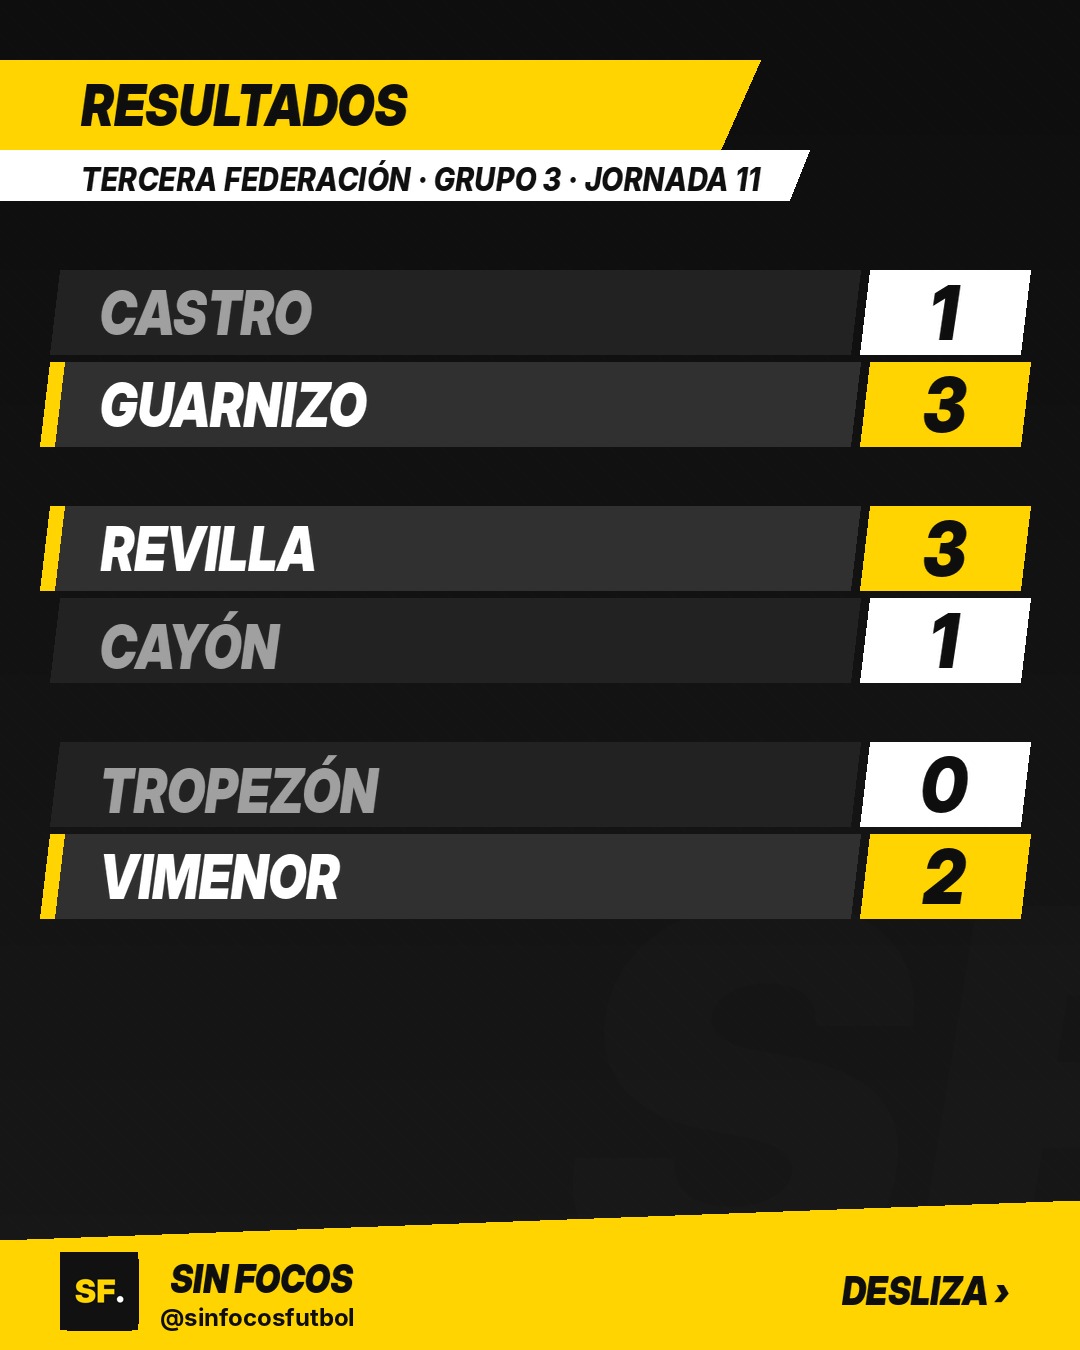 RESULTADOS
TERCERA FEDERACIÓN · GRUPO 3 · JORNADA 11
CASTRO 1
GUARNIZO 3
REVILLA 3
CAYÓN 1
TROPEZÓN 0
VIMENOR 2
SF
SF.
SIN FOCOS
@sinfocosfutbol
DESLIZA ›